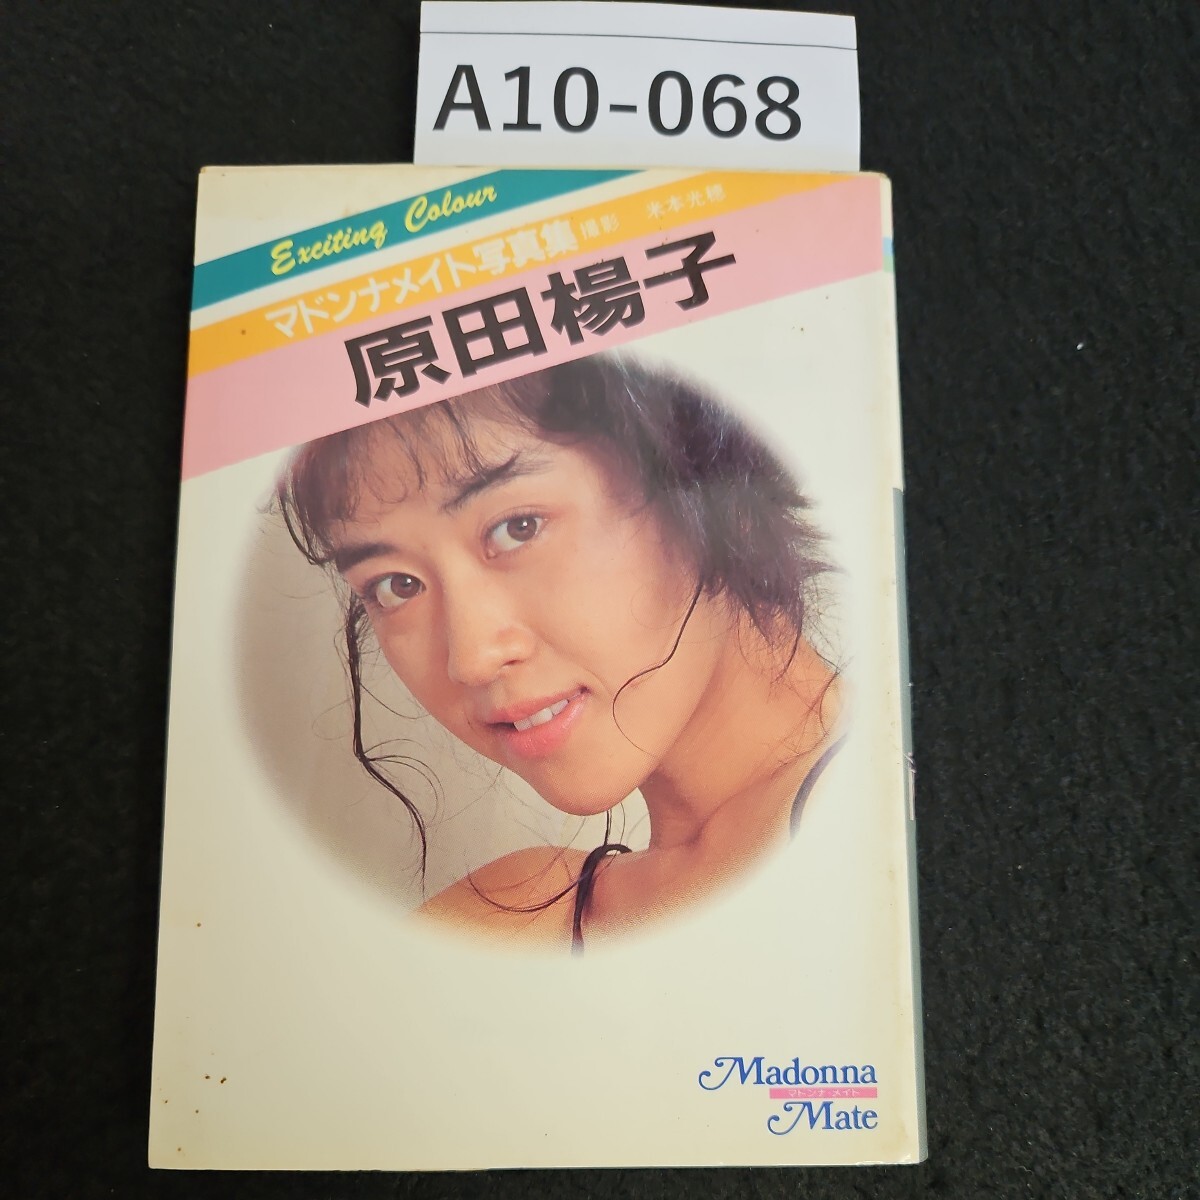 A10-068
Exciting Colour
マドンナメイト写真集 撮影 米本光穂
原田楊子
Madonna
マドンナ・メイト
Mate